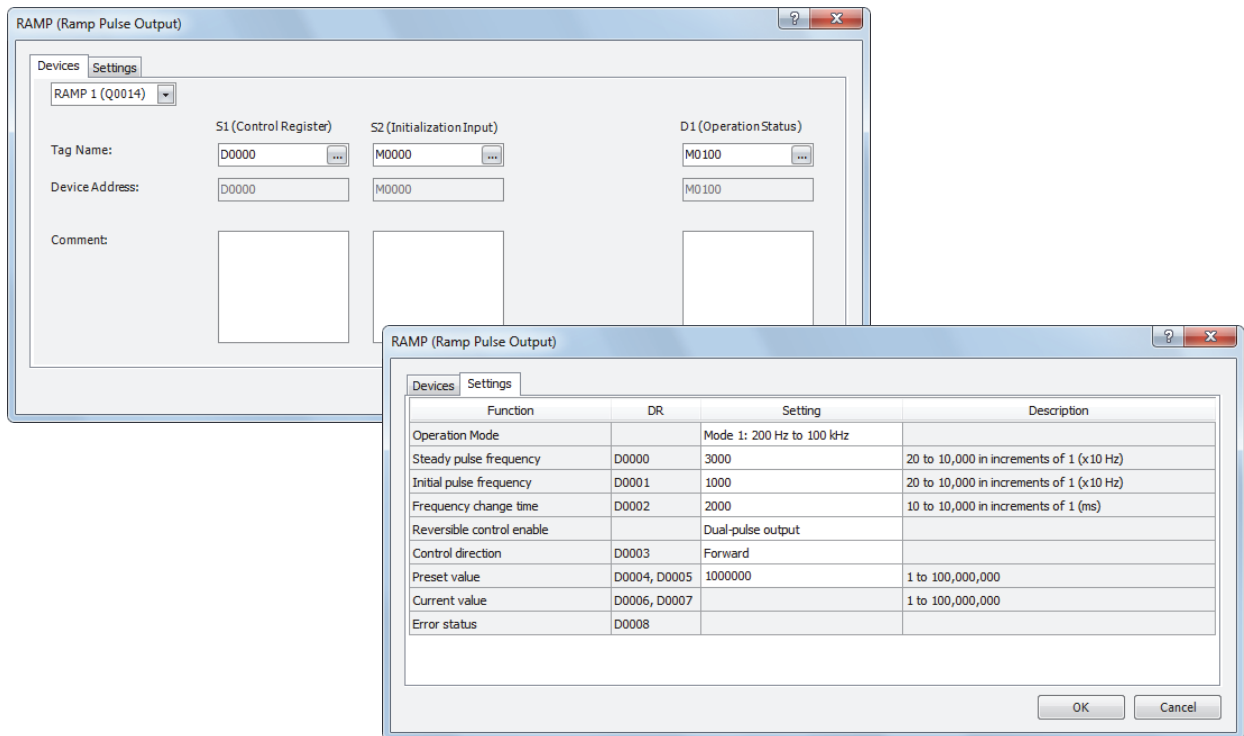 RAMP (Ramp Pulse Output)
Devices Settings
RAMP 1 (Q0014)
S1 (Control Register) S2 (Initialization Input) D1 (Operation Status)
Tag Name: D0000 ... M0000 ... M0100 ...
Device Address: D0000 M0000 M0100
Comment:
RAMP (Ramp Pulse Output)
Devices Settings
Function DR Setting Description
Operation Mode Mode 1: 200 Hz to 100 kHz
Steady pulse frequency D0000 3000 20 to 10,000 in increments of 1 (x10 Hz)
Initial pulse frequency D0001 1000 20 to 10,000 in increments of 1 (x10 Hz)
Frequency change time D0002 2000 10 to 10,000 in increments of 1 (ms)
Reversible control enable Dual-pulse output
Control direction D0003 Forward
Preset value D0004, D0005 1000000 1 to 100,000,000
Current value D0006, D0007 1 to 100,000,000
Error status D0008
OK Cancel